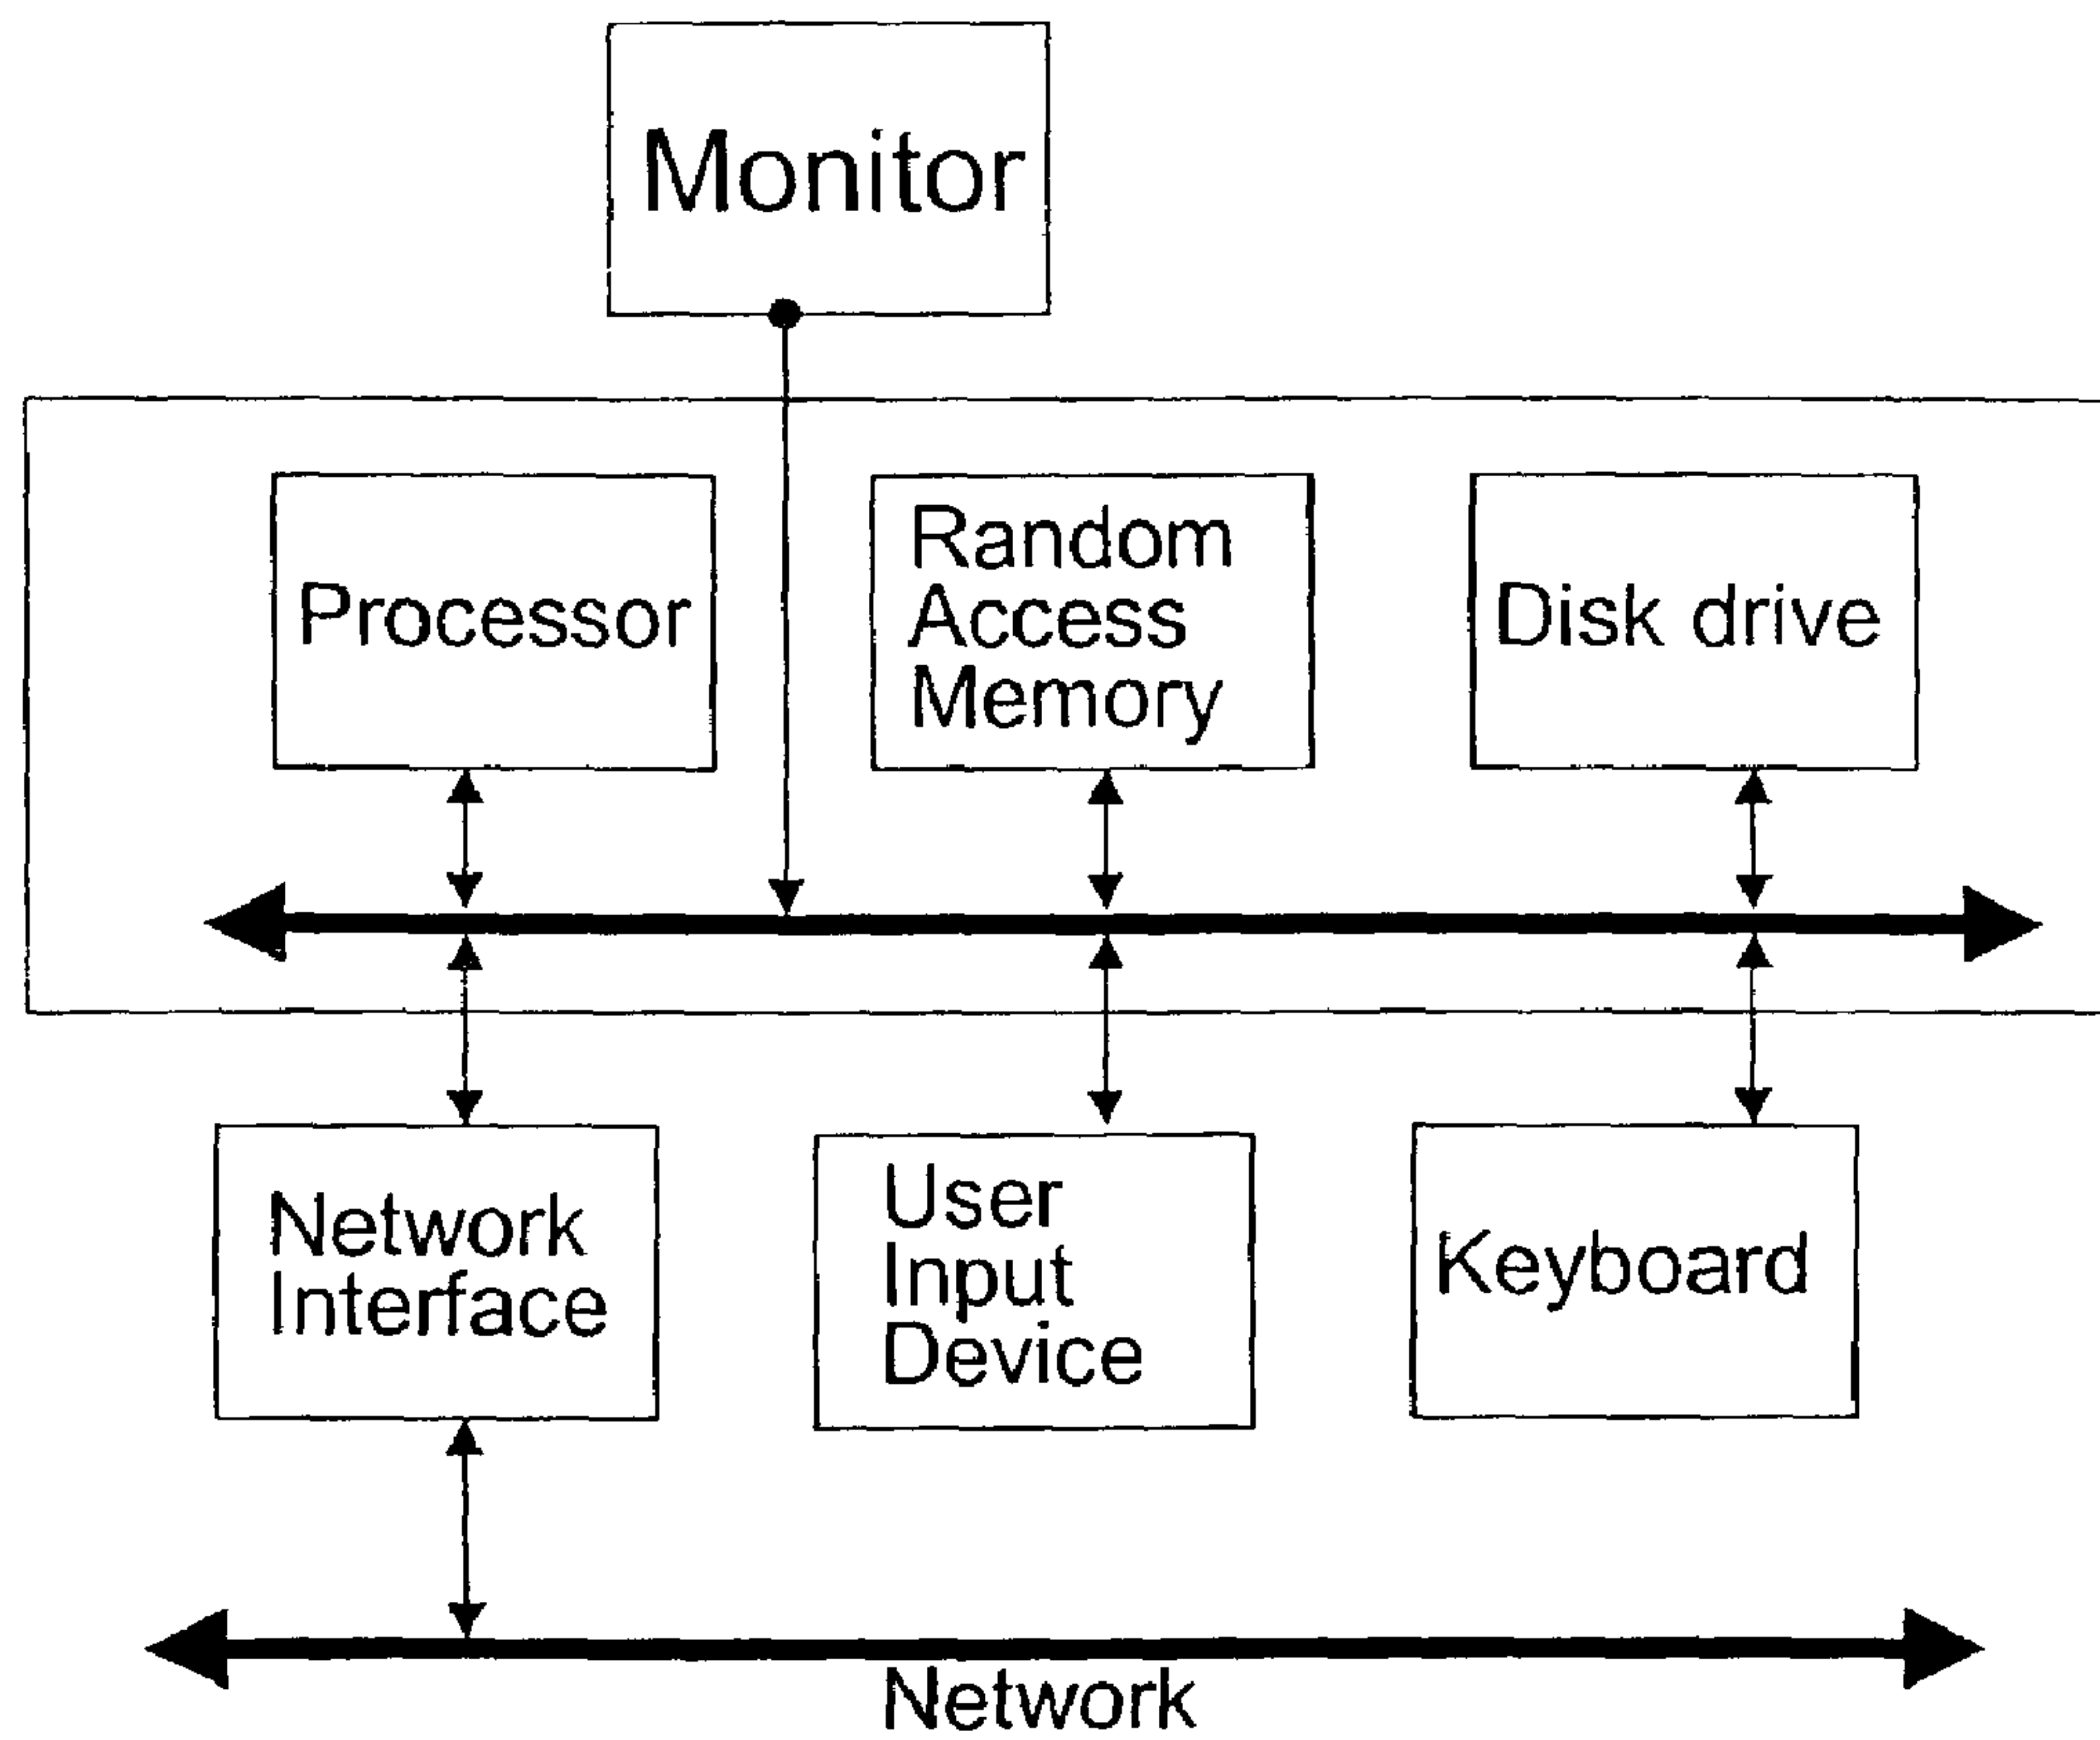 Monitor
Processor
Random
Access
Memory
Disk drive
Network
Interface
User
Input
Device
Keyboard
Network